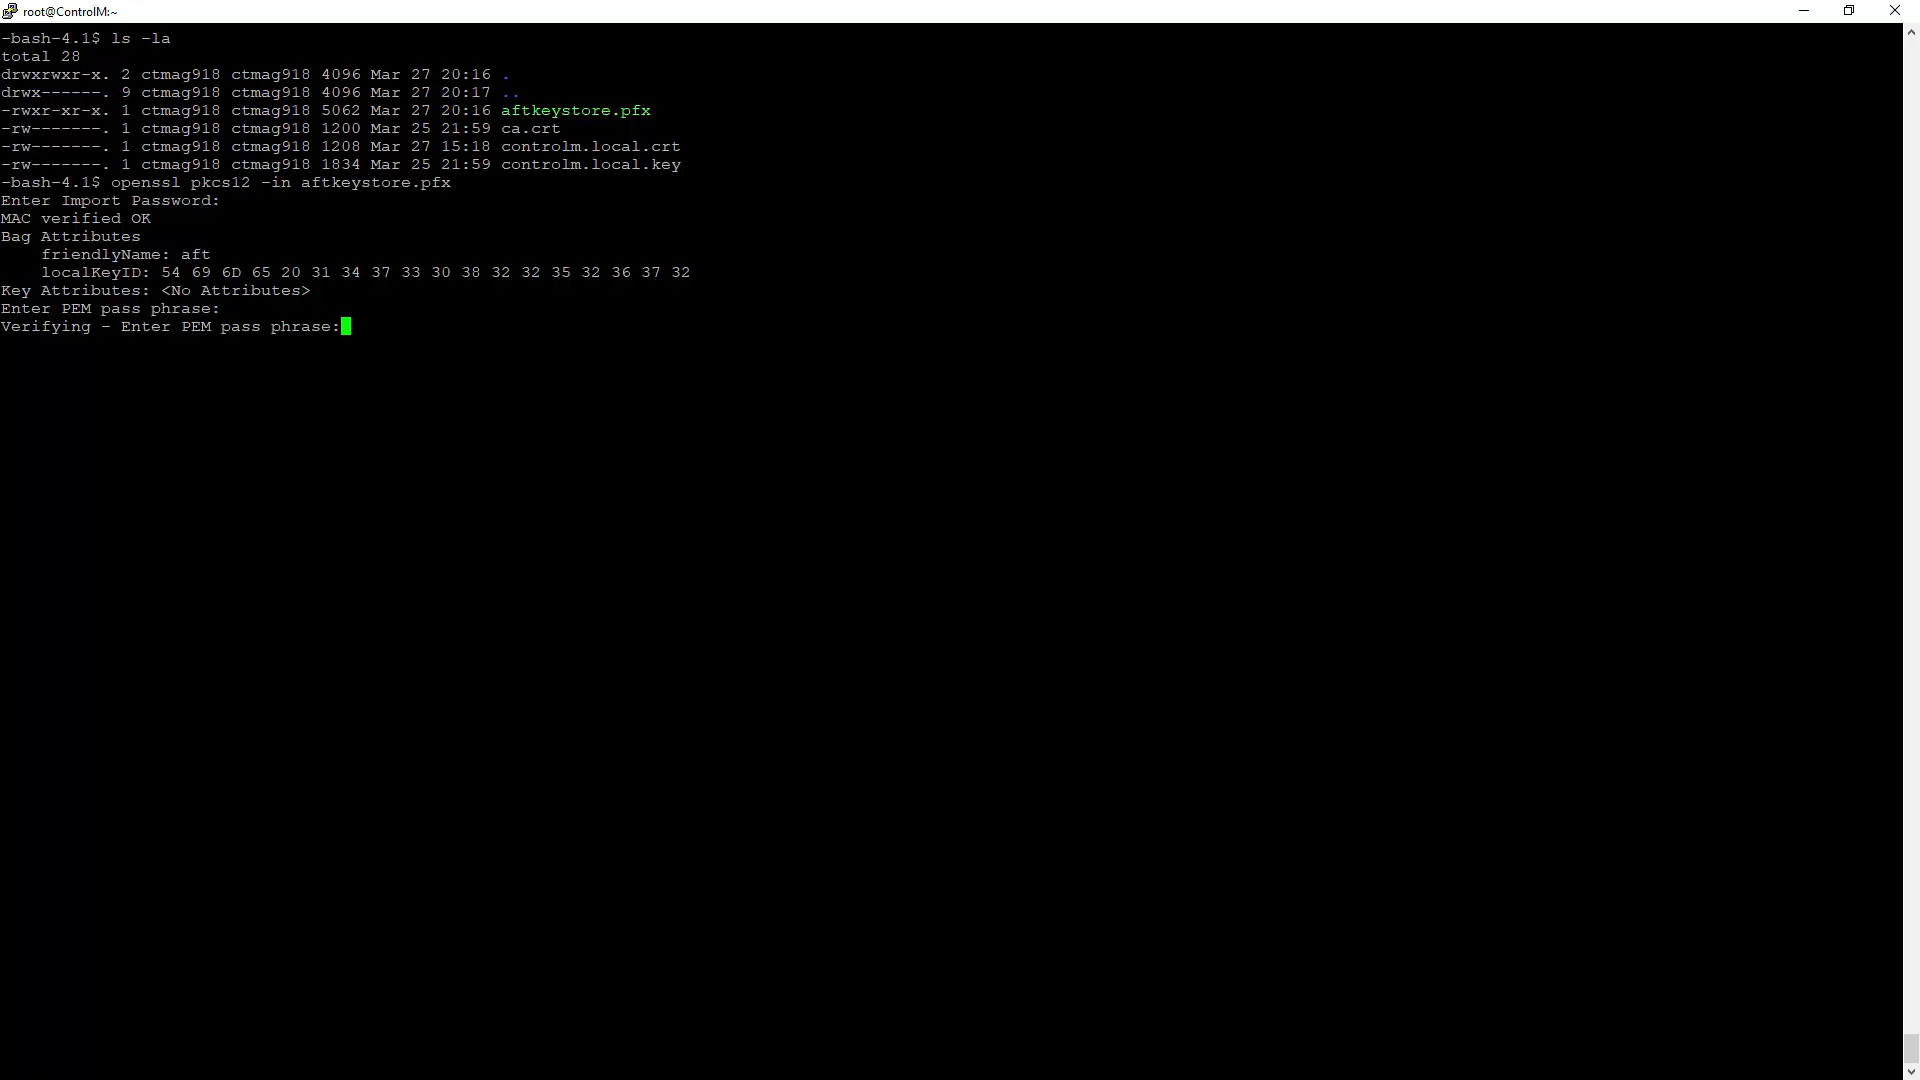 root@ControlM:~
-bash-4.1$ ls -la
total 28
drwxrwxr-x. 2 ctmag918 ctmag918 4096 Mar 27 20:16 .
drwx------. 9 ctmag918 ctmag918 4096 Mar 27 20:17 ..
-rwxr-xr-x. 1 ctmag918 ctmag918 5062 Mar 27 20:16 aftkeystore.pfx
-rw-------. 1 ctmag918 ctmag918 1200 Mar 25 21:59 ca.crt
-rw-------. 1 ctmag918 ctmag918 1208 Mar 27 15:18 controlm.local.crt
-rw-------. 1 ctmag918 ctmag918 1834 Mar 25 21:59 controlm.local.key
-bash-4.1$ openssl pkcs12 -in aftkeystore.pfx
Enter Import Password:
MAC verified OK
Bag Attributes
    friendlyName: aft
    localKeyID: 54 69 6D 65 20 31 34 37 33 30 38 32 32 35 32 36 37 32
Key Attributes: <No Attributes>
Enter PEM pass phrase:
Verifying - Enter PEM pass phrase: